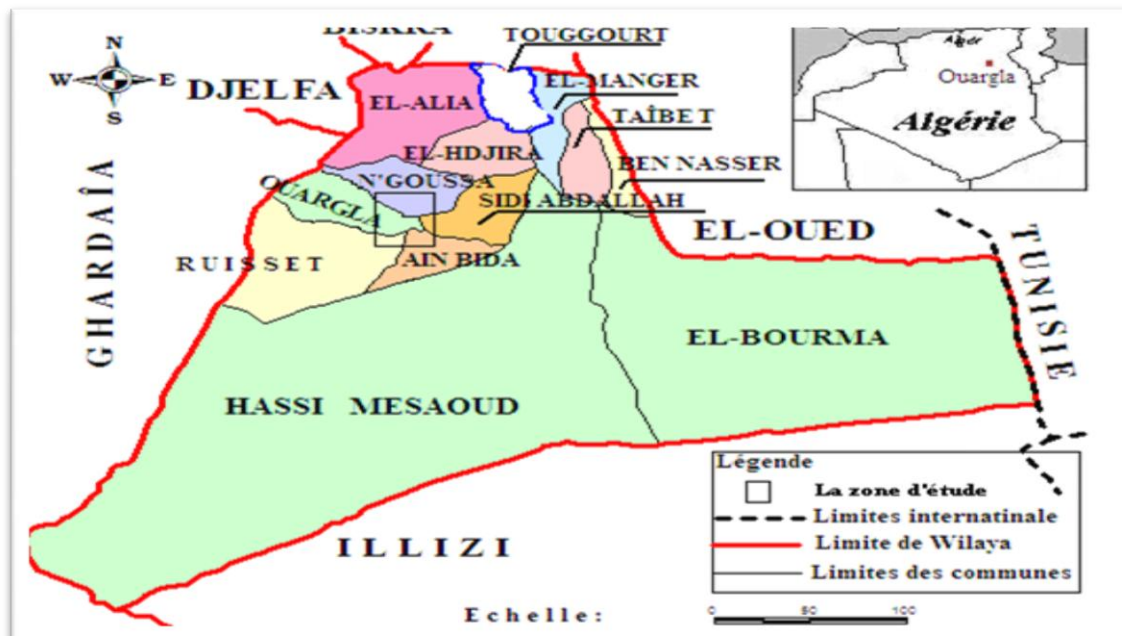 BISKRA
TOUGGOURT
N
W E
S
DJELFA
EL-ALIA
EL-MANGER
TAÎBET
EL-HDJIRA
BEN NASSER
N'GOUSSA
OUARGLA
SIDI ABDALLAH
EL-OUED
RUISSET
AIN BIDA
GHARDAÎA
TUNISIE
EL-BOURMA
HASSI MESAOUD
ILLIZI
Algér
Ouargla
Algérie
Légende
La zone d'étude
Limites internatinale
Limite de Wilaya
Limites des communes
Echelle:
0 50 100